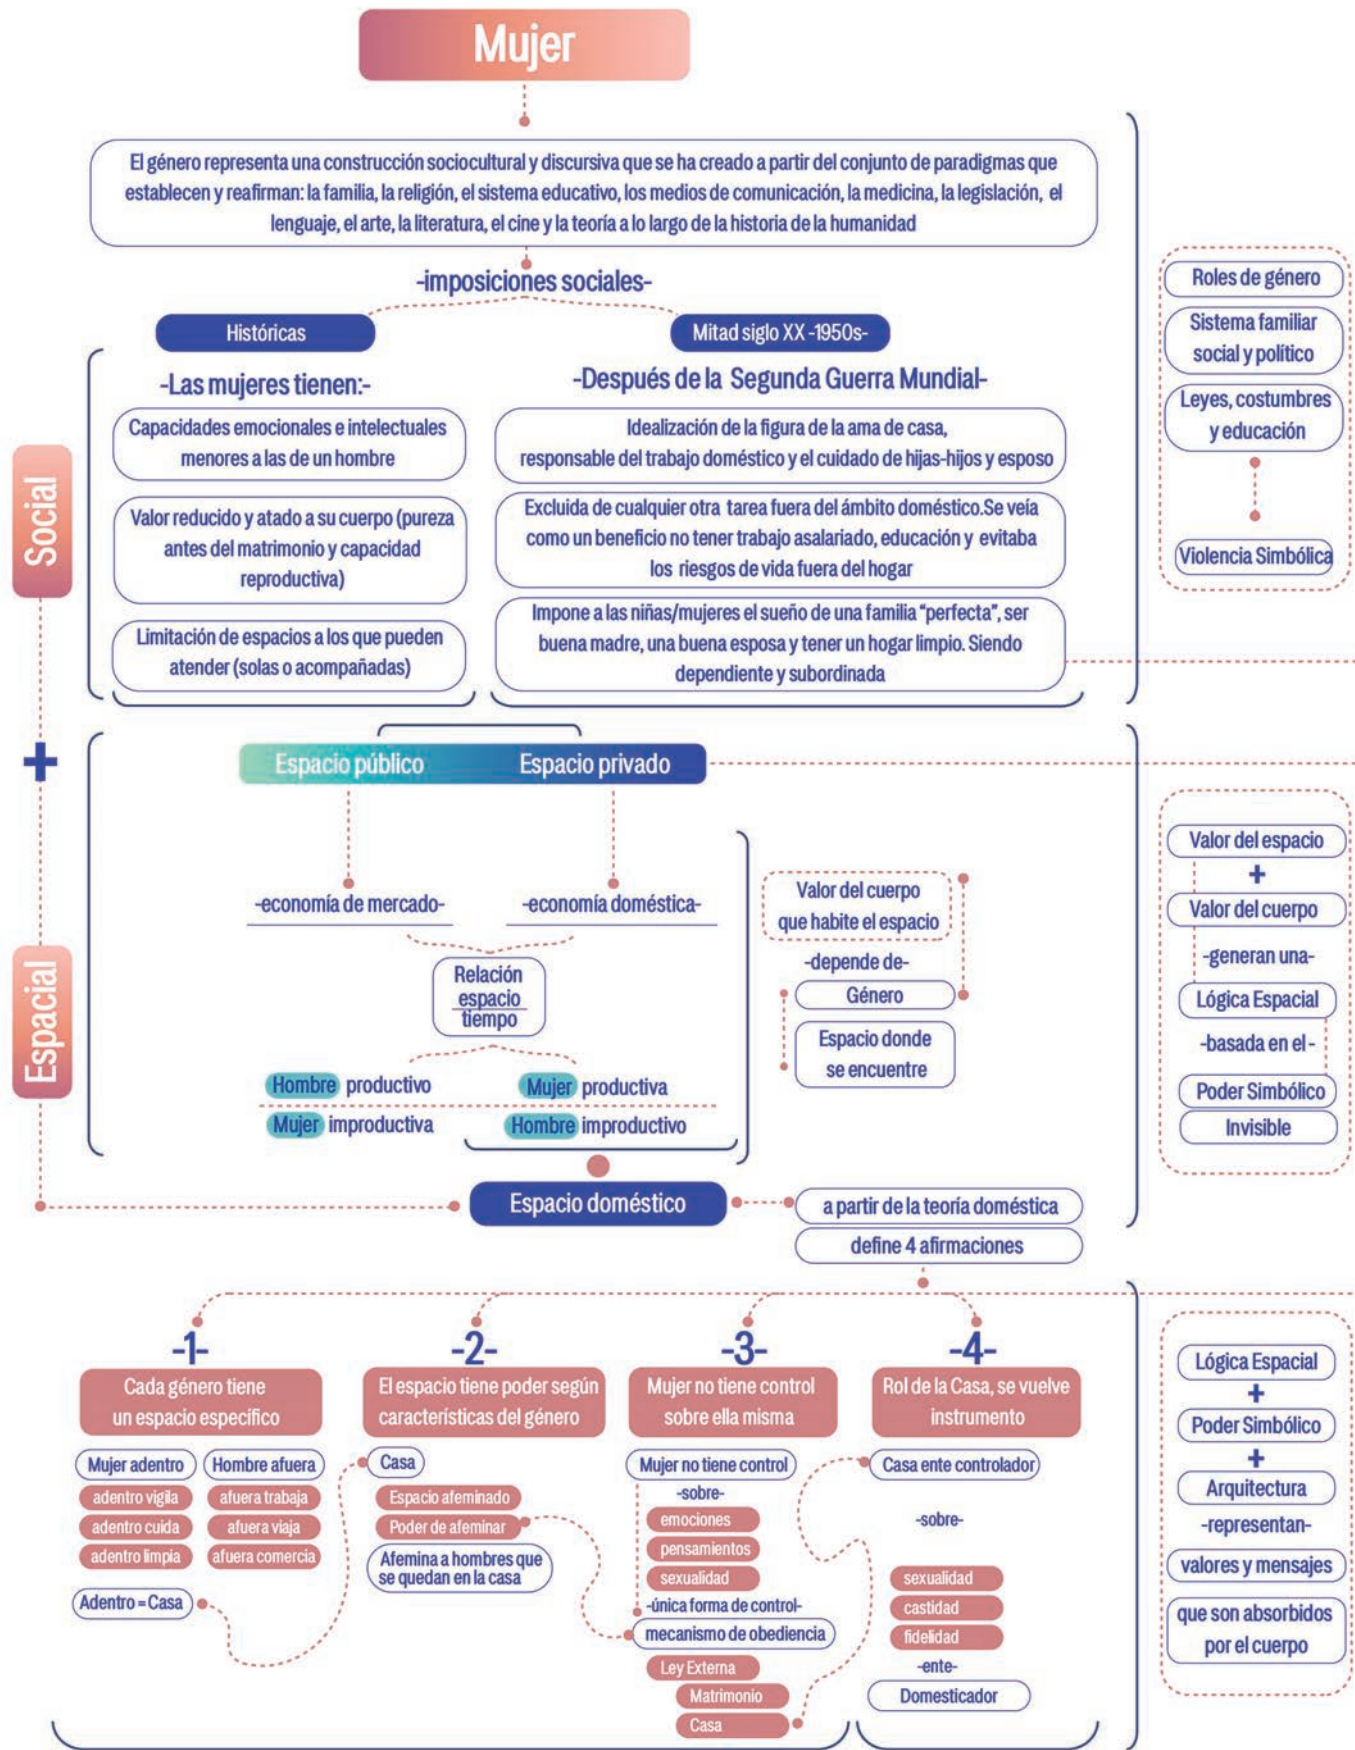 Mujer
El género representa una construcción sociocultural y discursiva que se ha creado a partir del conjunto de paradigmas que
establecen y reafirman: la familia, la religión, el sistema educativo, los medios de comunicación, la medicina, la legislación, el
lenguaje, el arte, la literatura, el cine y la teoría a lo largo de la historia de la humanidad
-imposiciones sociales-
Históricas
-Las mujeres tienen:-
Capacidades emocionales e intelectuales
menores a las de un hombre
Valor reducido y atado a su cuerpo (pureza
antes del matrimonio y capacidad
reproductiva)
Limitación de espacios a los que pueden
atender (solas o acompañadas)
Mitad siglo XX -1950s-
-Después de la Segunda Guerra Mundial-
Idealización de la figura de la ama de casa,
responsable del trabajo doméstico y el cuidado de hijas-hijos y esposo
Excluida de cualquier otra tarea fuera del ámbito doméstico.Se veía
como un beneficio no tener trabajo asalariado, educación y evitaba
los riesgos de vida fuera del hogar
Impone a las niñas/mujeres el sueño de una familia “perfecta”, ser
buena madre, una buena esposa y tener un hogar limpio. Siendo
dependiente y subordinada
Roles de género
Sistema familiar
social y político
Leyes, costumbres
y educación
Violencia Simbólica
Social
+
Espacial
Espacio público
Espacio privado
-economía de mercado-
-economía doméstica-
Relación
espacio
tiempo
Hombre productivo
Mujer productiva
Mujer improductiva
Hombre improductivo
Valor del cuerpo
que habite el espacio
-depende de-
Género
Espacio donde
se encuentre
Valor del espacio
+
Valor del cuerpo
-generan una-
Lógica Espacial
-basada en el -
Poder Simbólico
Invisible
Espacio doméstico
a partir de la teoría doméstica
define 4 afirmaciones
-1-
Cada género tiene
un espacio específico
Mujer adentro
Hombre afuera
adentro vigila
afuera trabaja
adentro cuida
afuera viaja
adentro limpia
afuera comercia
Adentro = Casa
-2-
El espacio tiene poder según
características del género
Casa
Espacio afeminado
Poder de afeminar
Afemina a hombres que
se quedan en la casa
-3-
Mujer no tiene control
sobre ella misma
Mujer no tiene control
-sobre-
emociones
pensamientos
sexualidad
-única forma de control-
mecanismo de obediencia
Ley Externa
Matrimonio
Casa
-4-
Rol de la Casa, se vuelve
instrumento
Casa ente controlador
-sobre-
sexualidad
castidad
fidelidad
-ente-
Domesticador
Lógica Espacial
+
Poder Simbólico
+
Arquitectura
-representan-
valores y mensajes
que son absorbidos
por el cuerpo